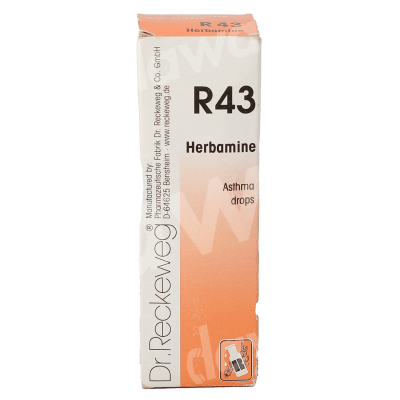 Herbamine
R43
Herbamine
Asthma
drops
Dr.Reckeweg
®
Manufactured by:
Pharmazeutische Fabrik Dr. Reckeweg & Co. GmbH
D-64625 Bensheim · www.reckeweg.de